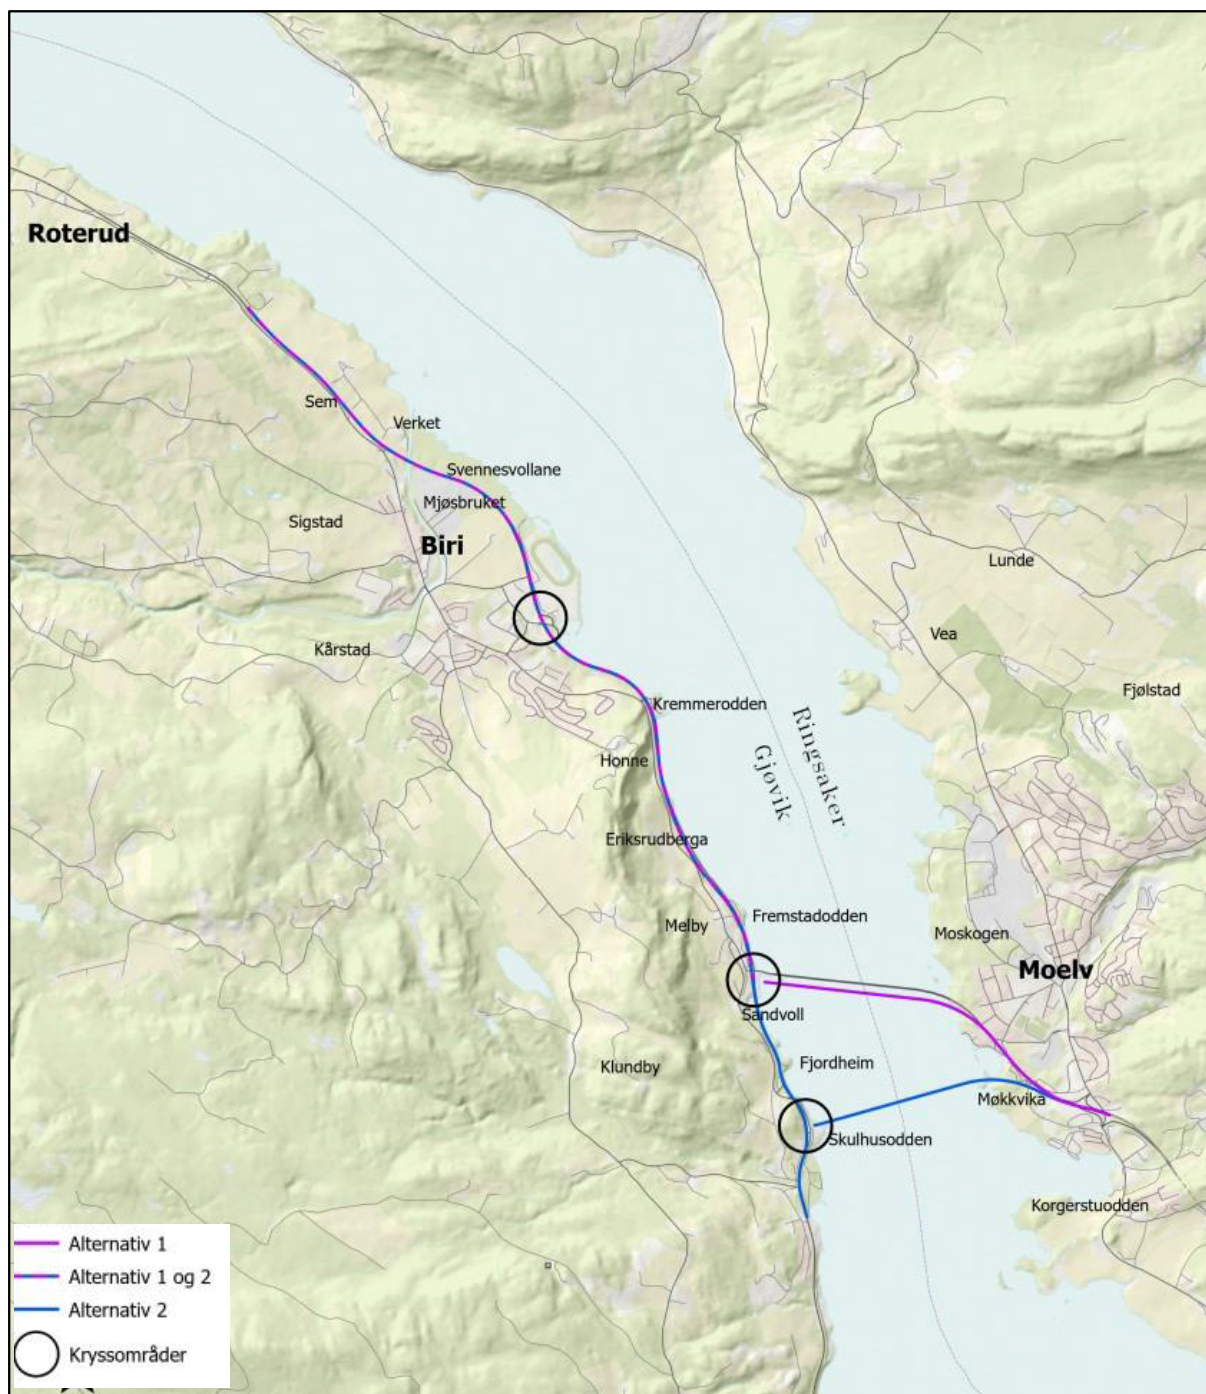 Roterud
Sem
Verket
Svennesvollane
Mjøsbruket
Sigstad
Biri
Lunde
Vea
Kårstad
Fjølstad
Kremmerodden
Ringsaker
Gjøvik
Honne
Eriksrudberga
Fremstadodden
Melby
Moskogen
Moelv
Sandvoll
Fjordheim
Klundby
Møkkvika
Skulhusodden
Korgerstuodden
Alternativ 1
Alternativ 1 og 2
Alternativ 2
Kryssområder